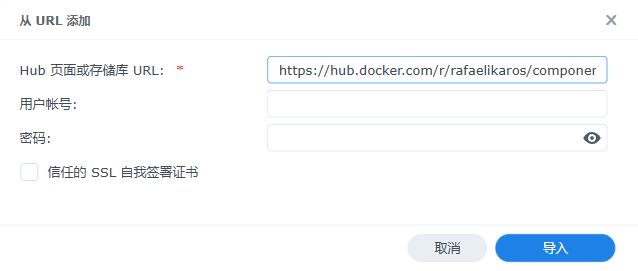 从 URL 添加
Hub 页面或存储库 URL： *
https://hub.docker.com/r/rafaelikaros/componer
用户帐号：
密码：
信任的 SSL 自我签署证书
取消
导入